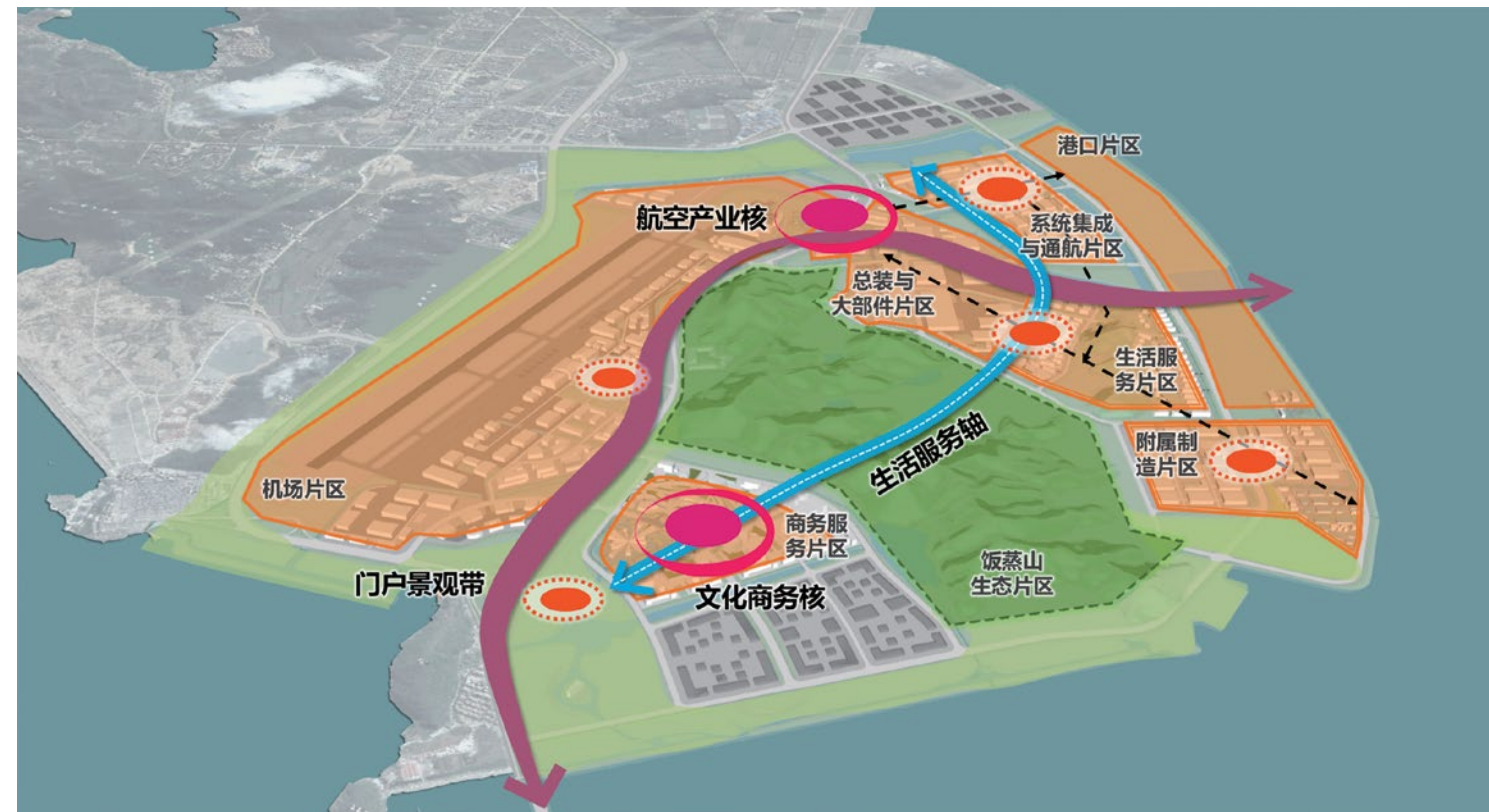 港口片区
航空产业核
系统集成
与通航片区
总装与
大部件片区
生活服
务片区
生活服务轴
附属制
造片区
机场片区
商务服
务片区
饭蒸山
生态片区
门户景观带
文化商务核